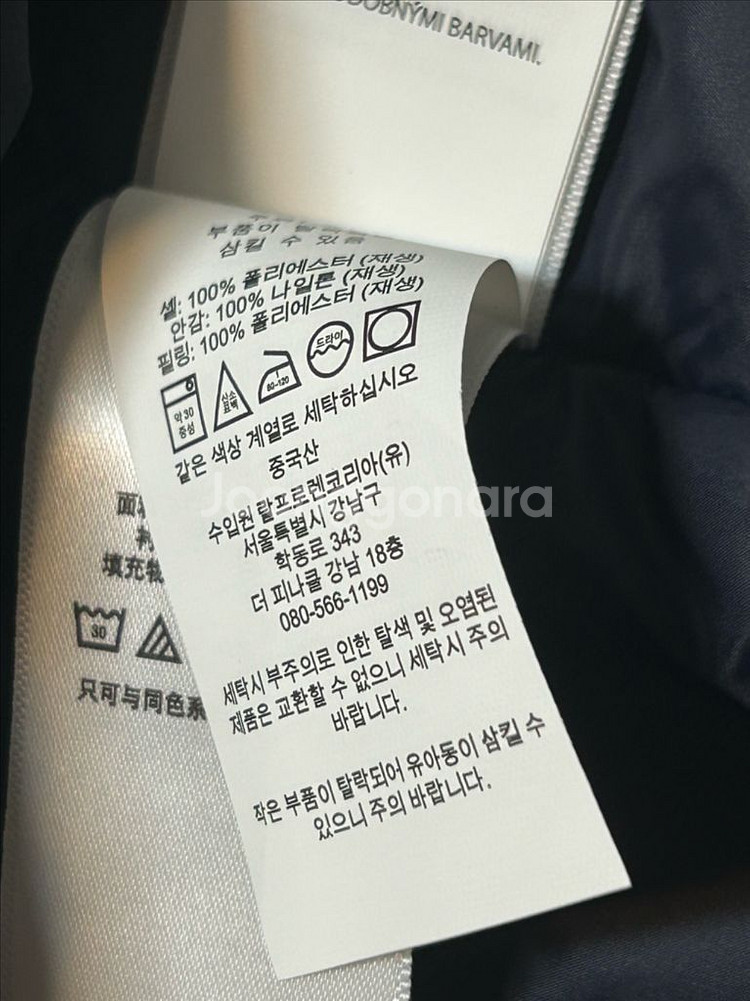 BARVAMI.
부품이
삼킬 수 있음
셸: 100% 폴리에스터 (재생)
안감: 100% 나일론 (재생)
필링: 100% 폴리에스터 (재생)
약 30
중성
산소
표백
80-120
드라이
같은 색상 계열로 세탁하십시오
중국산
수입원 랄프로렌코리아(유)
서울특별시 강남구
학동로 343
더 피나클 강남 18층
080-566-1199
세탁시 부주의로 인한 탈색 및 오염된
제품은 교환할 수 없으니 세탁시 주의
바랍니다.
작은 부품이 탈락되어 유아동이 삼킬 수
있으니 주의 바랍니다.
面
衬
填充物
30
只可与同色系
Joonggonara